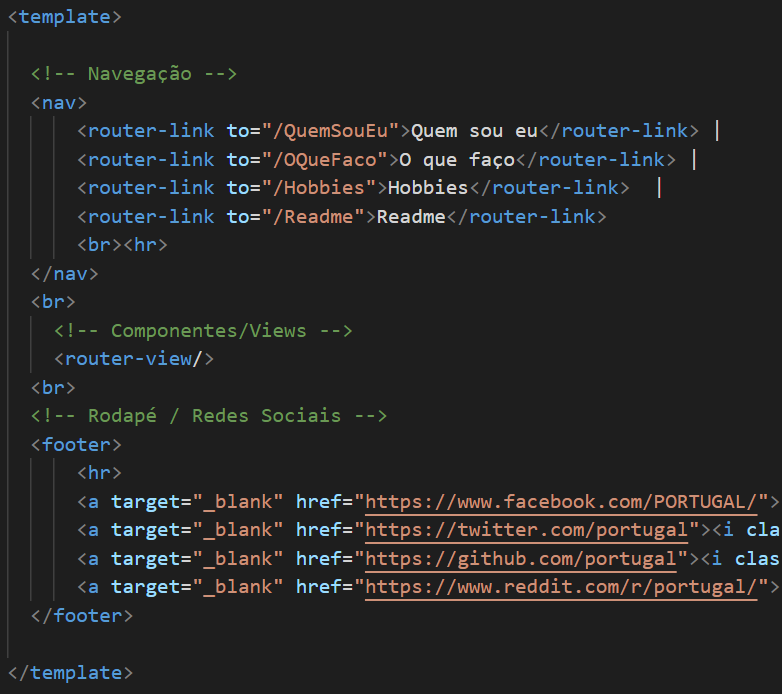 <template>
<!-- Navegação -->
<nav>
<router-link to="/QuemSouEu">Quem sou eu</router-link> |
<router-link to="/OQueFaco">O que faço</router-link> |
<router-link to="/Hobbies">Hobbies</router-link>  |
<router-link to="/Readme">Readme</router-link>
<br><hr>
</nav>
<br>
<!-- Componentes/Views -->
<router-view/>
<br>
<!-- Rodapé / Redes Sociais -->
<footer>
<hr>
<a target="_blank" href="https://www.facebook.com/PORTUGAL/">
<a target="_blank" href="https://twitter.com/portugal"><i cla
<a target="_blank" href="https://github.com/portugal"><i clas
<a target="_blank" href="https://www.reddit.com/r/portugal/">
</footer>
</template>